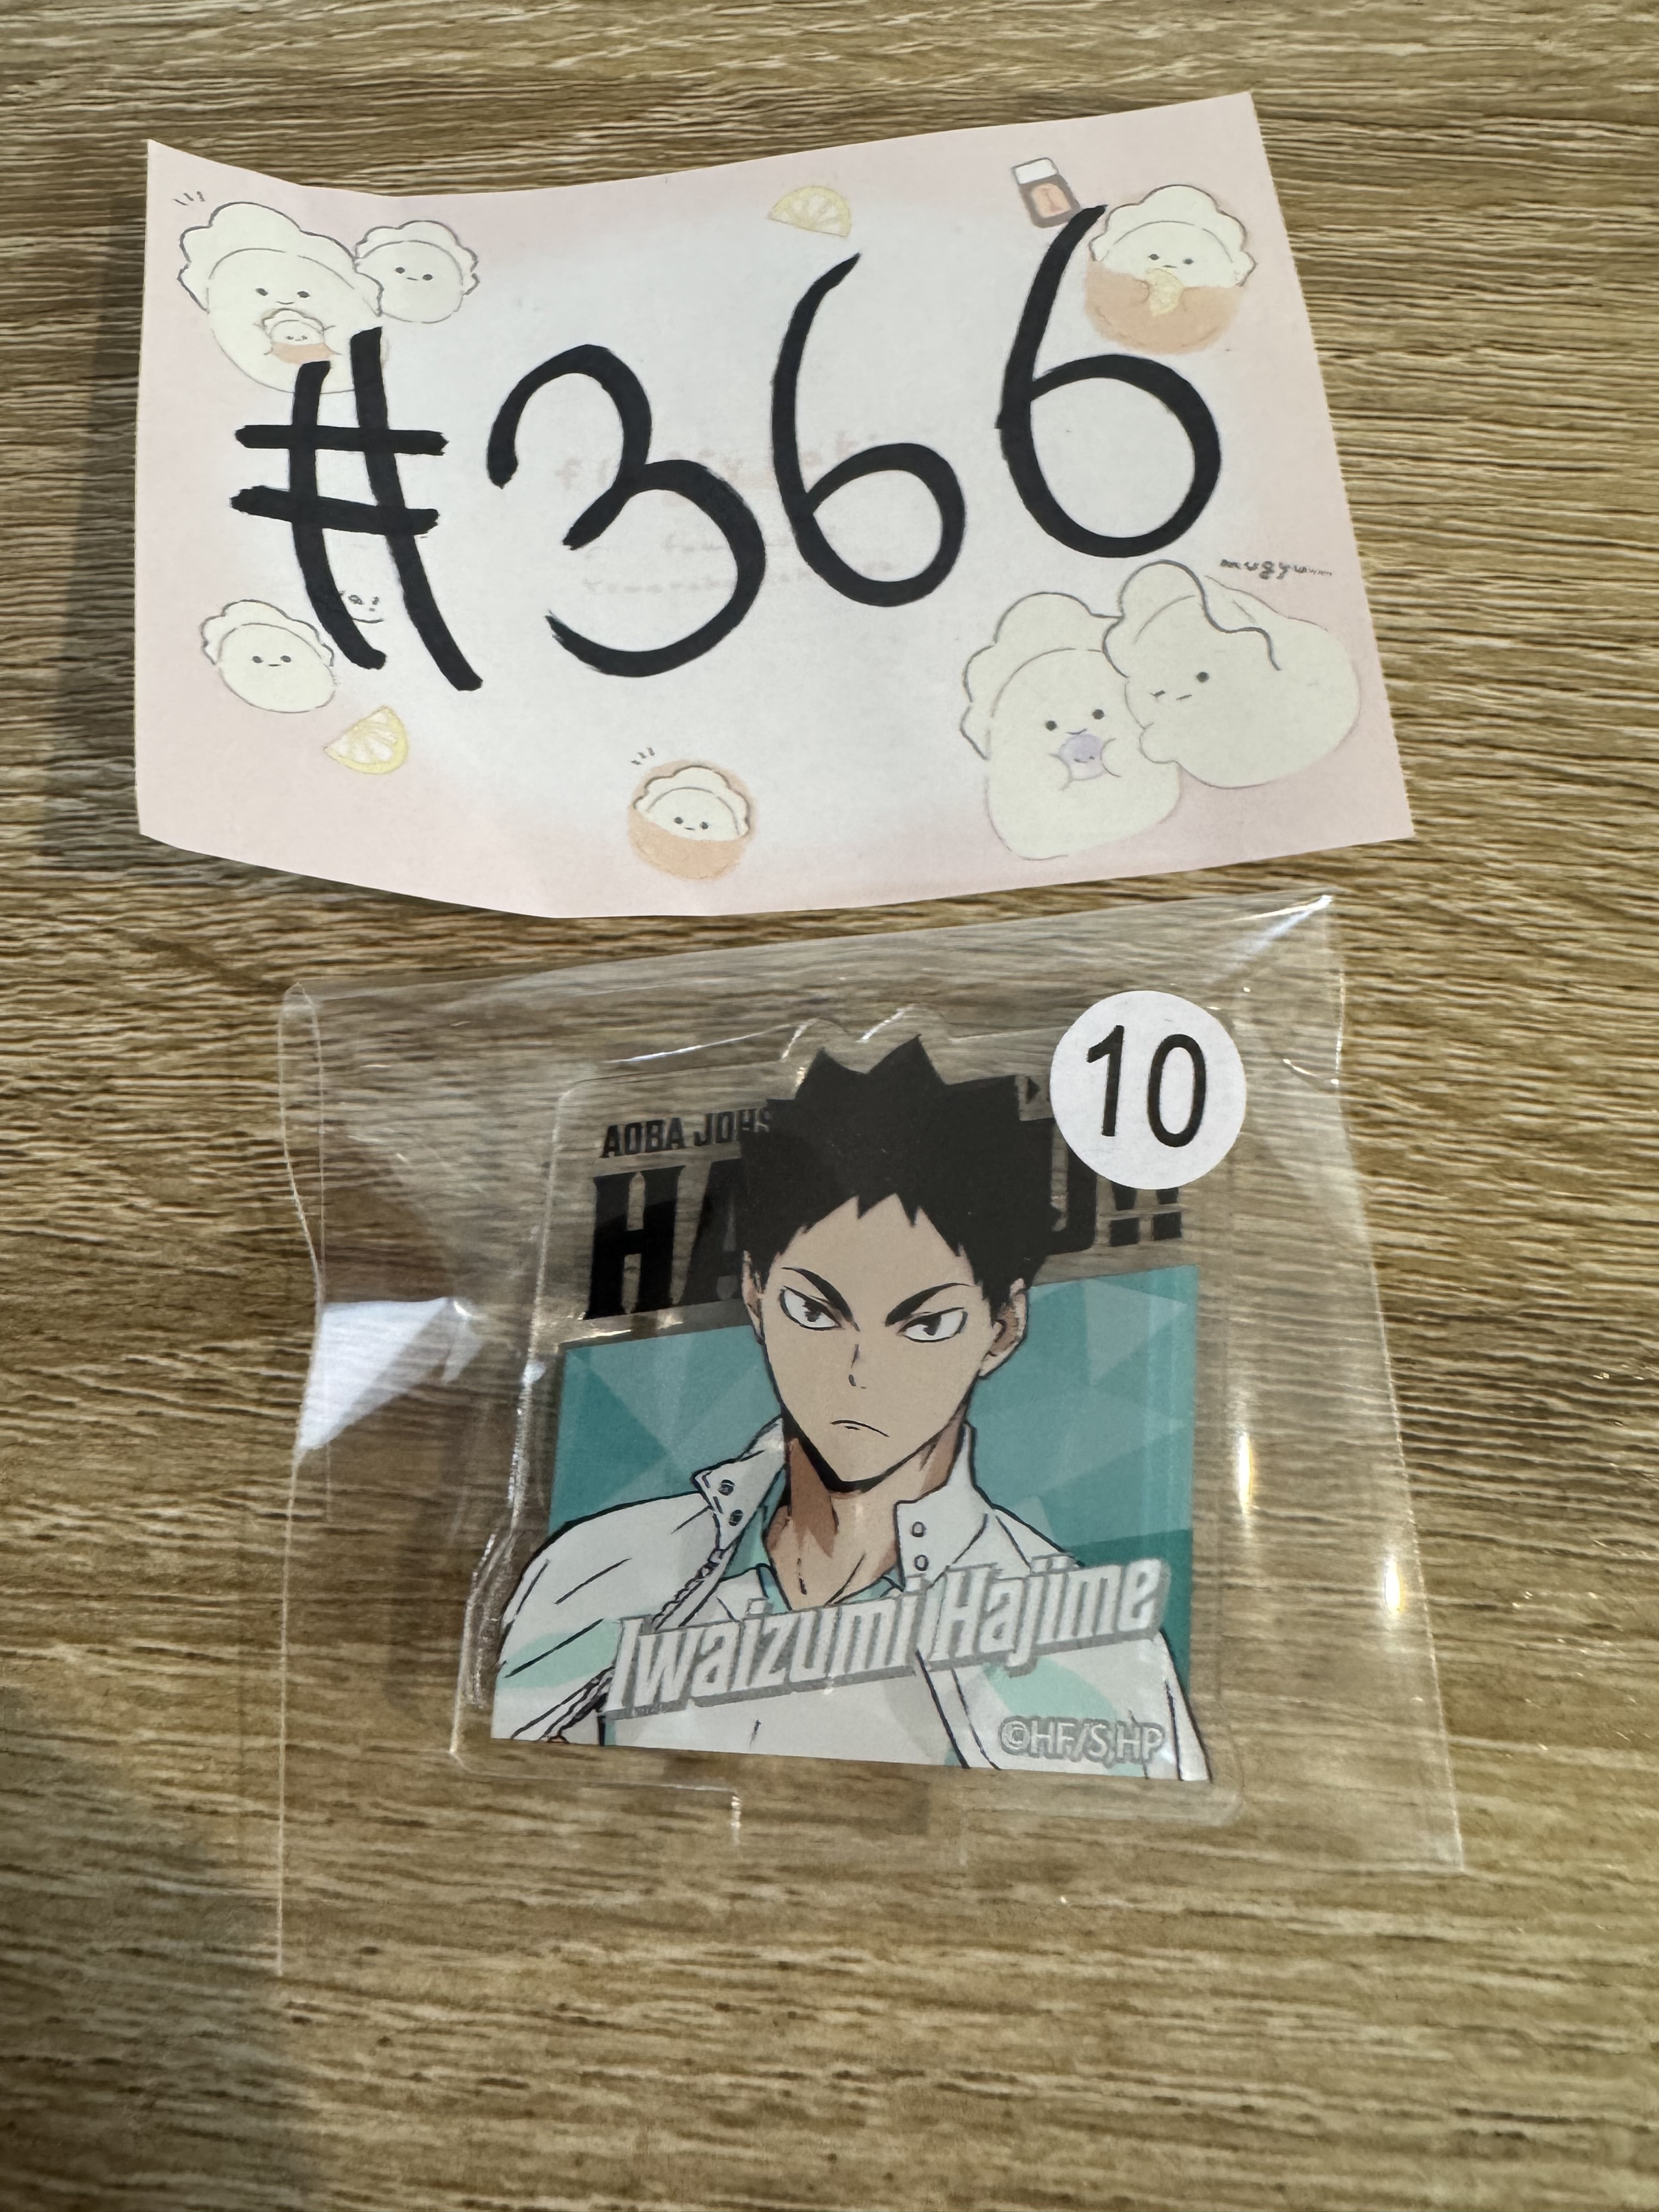 #366
mugyu
10
AOBA JOHS
HA U!!
Iwaizumi Hajime
©HF/S,HP